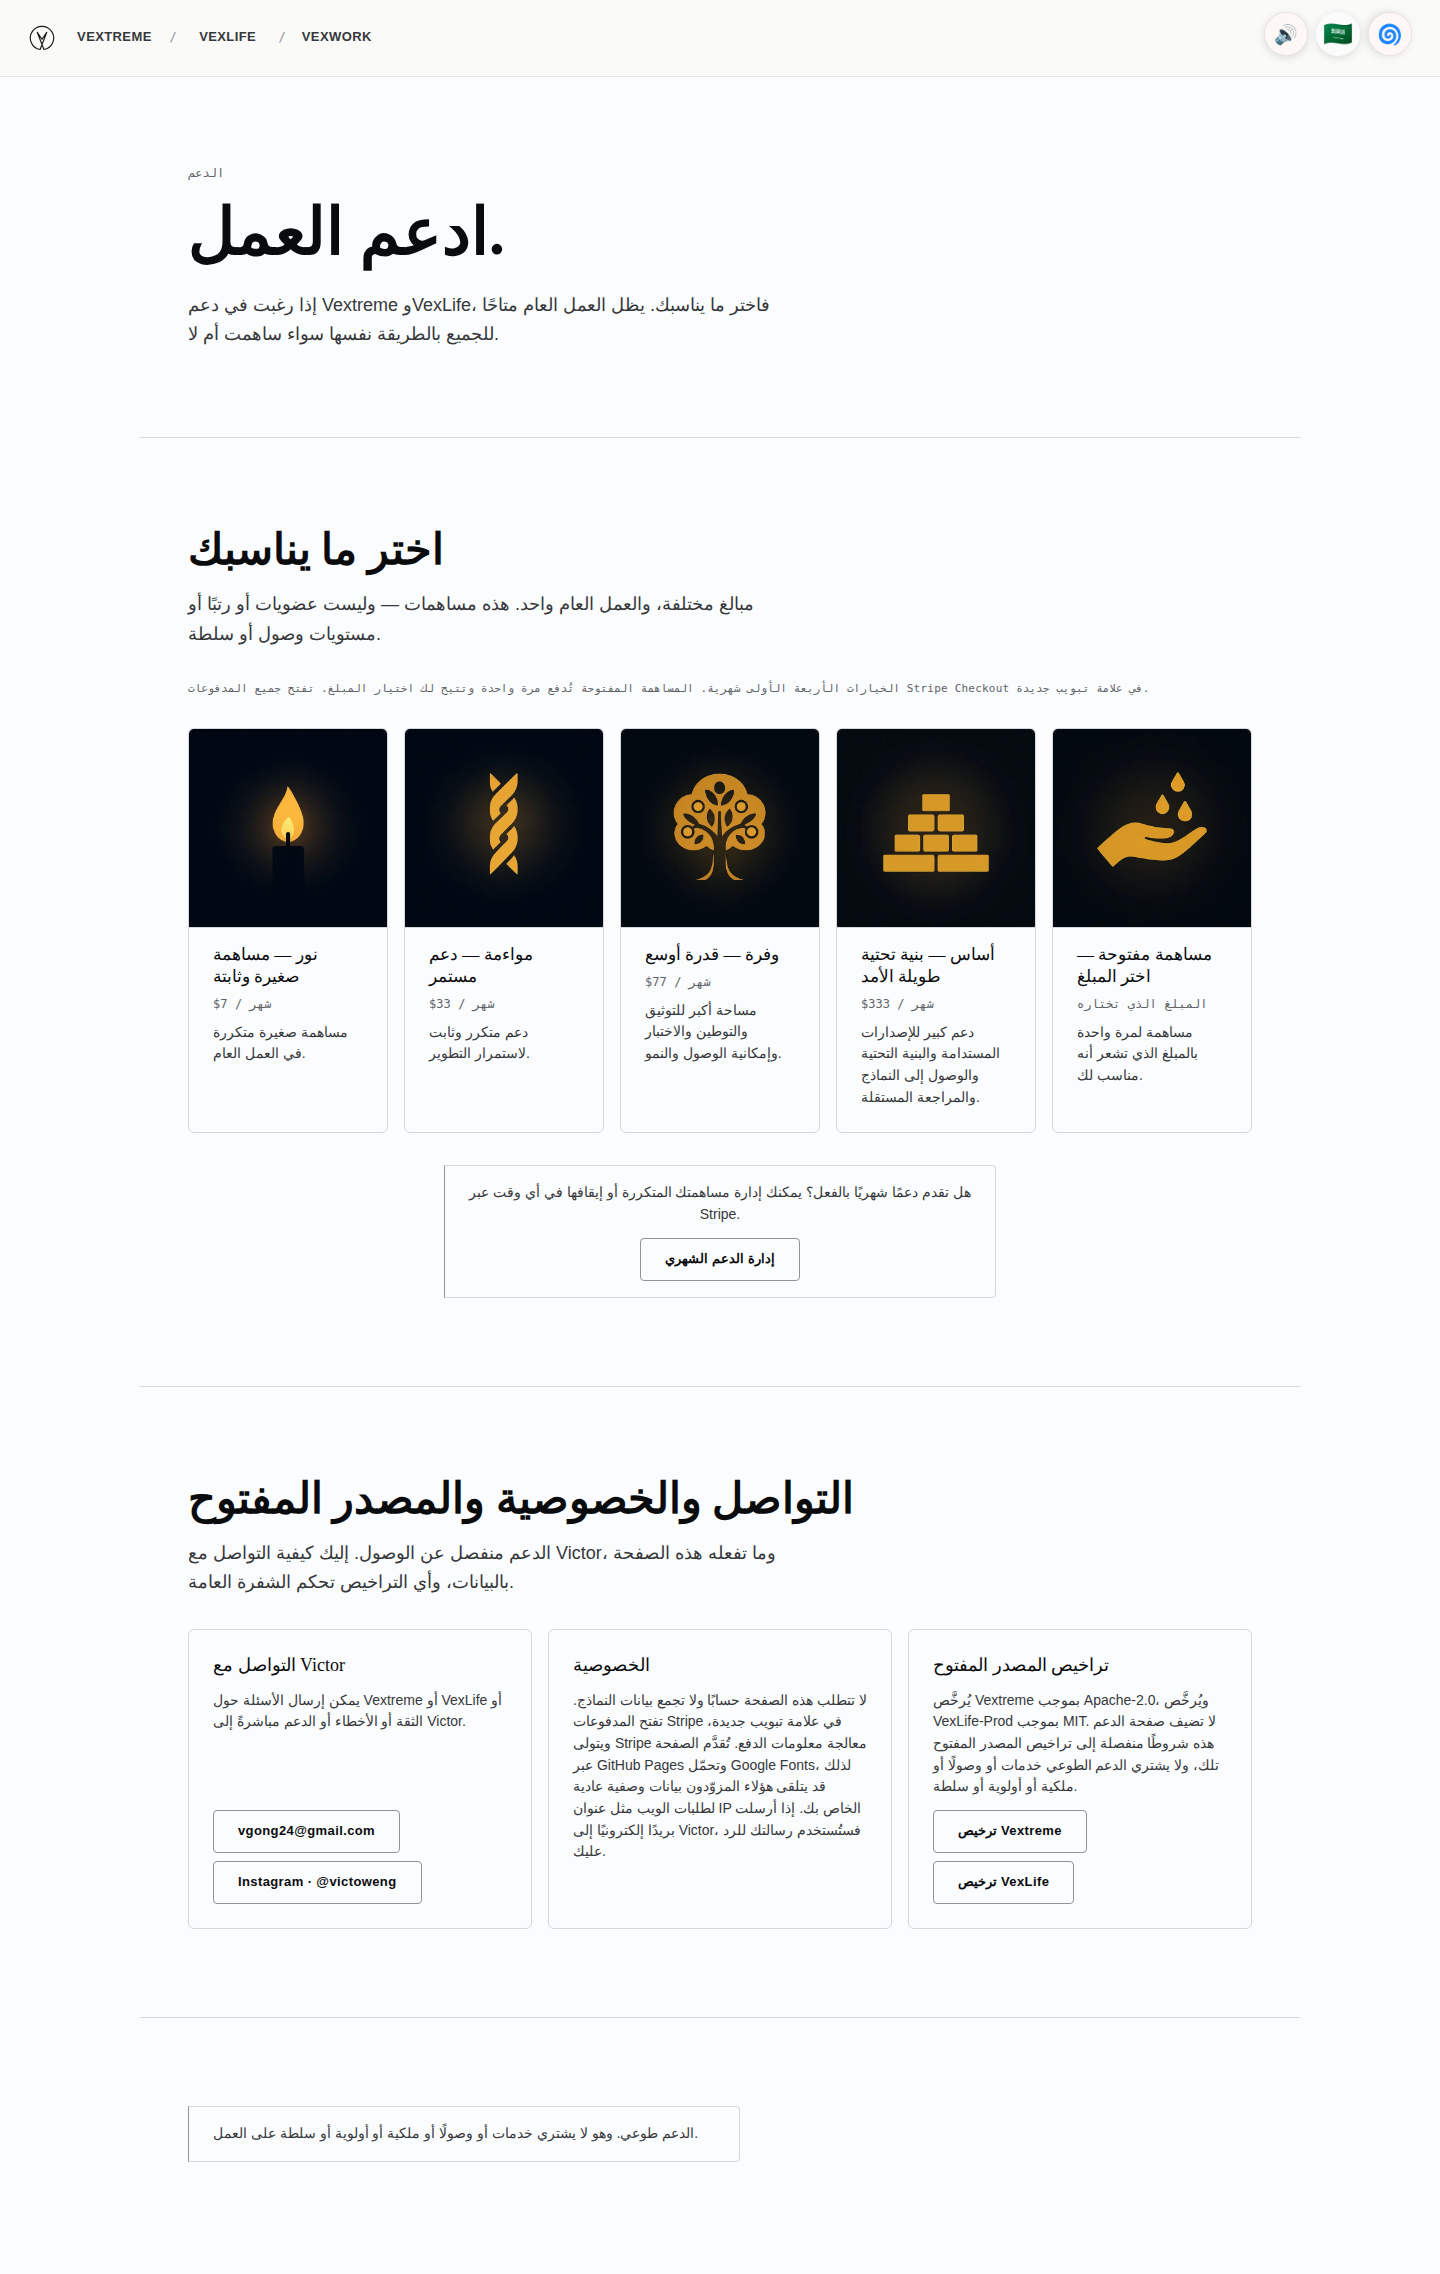 VEXTREME / VEXLIFE / VEXWORK
الدعم
ادعم العمل.
إذا رغبت في دعم Vextreme وVexLife، فاختر ما يناسبك. يظل العمل العام متاحًا
للجميع بالطريقة نفسها سواء ساهمت أم لا.
اختر ما يناسبك
مبالغ مختلفة، والعمل العام واحد. هذه مساهمات — وليست عضويات أو رتبًا أو
مستويات وصول أو سلطة.
الخيارات الأربعة الأولى شهرية. المساهمة المفتوحة تُدفع مرة واحدة وتتيح لك اختيار المبلغ. تفتح جميع المدفوعات Stripe Checkout في علامة تبويب جديدة.
نور — مساهمة
صغيرة وثابتة
$7 / شهر
مساهمة صغيرة متكررة
في العمل العام.
مواءمة — دعم
مستمر
$33 / شهر
دعم متكرر وثابت
لاستمرار التطوير.
وفرة — قدرة أوسع
$77 / شهر
مساحة أكبر للتوثيق
والتوطين والاختبار
وإمكانية الوصول والنمو.
أساس — بنية تحتية
طويلة الأمد
$333 / شهر
دعم كبير للإصدارات
المستدامة والبنية التحتية
والوصول إلى النماذج
والمراجعة المستقلة.
مساهمة مفتوحة —
اختر المبلغ
المبلغ الذي تختاره
مساهمة لمرة واحدة
بالمبلغ الذي تشعر أنه
مناسب لك.
هل تقدم دعمًا شهريًا بالفعل؟ يمكنك إدارة مساهمتك المتكررة أو إيقافها في أي وقت عبر
Stripe.
إدارة الدعم الشهري
التواصل والخصوصية والمصدر المفتوح
الدعم منفصل عن الوصول. إليك كيفية التواصل مع Victor، وما تفعله هذه الصفحة
بالبيانات، وأي التراخيص تحكم الشفرة العامة.
التواصل مع Victor
يمكن إرسال الأسئلة حول Vextreme أو VexLife أو
الثقة أو الأخطاء أو الدعم مباشرةً إلى Victor.
vgong24@gmail.com
Instagram · @victoweng
الخصوصية
لا تتطلب هذه الصفحة حسابًا ولا تجمع بيانات النماذج.
تفتح المدفوعات Stripe في علامة تبويب جديدة،
ويتولى Stripe معالجة معلومات الدفع. تُقدَّم الصفحة
عبر GitHub Pages وتحمّل Google Fonts، لذلك
قد يتلقى هؤلاء المزوّدون بيانات وصفية عادية
لطلبات الويب مثل عنوان IP الخاص بك. إذا أرسلت
بريدًا إلكترونيًا إلى Victor، فستُستخدم رسالتك للرد
عليك.
تراخيص المصدر المفتوح
يُرخَّص Vextreme بموجب Apache-2.0، ويُرخَّص
VexLife-Prod بموجب MIT. لا تضيف صفحة الدعم
هذه شروطًا منفصلة إلى تراخيص المصدر المفتوح
تلك، ولا يشتري الدعم الطوعي خدمات أو وصولًا أو
ملكية أو أولوية أو سلطة.
ترخيص Vextreme
ترخيص VexLife
الدعم طوعي. وهو لا يشتري خدمات أو وصولًا أو ملكية أو أولوية أو سلطة على العمل.